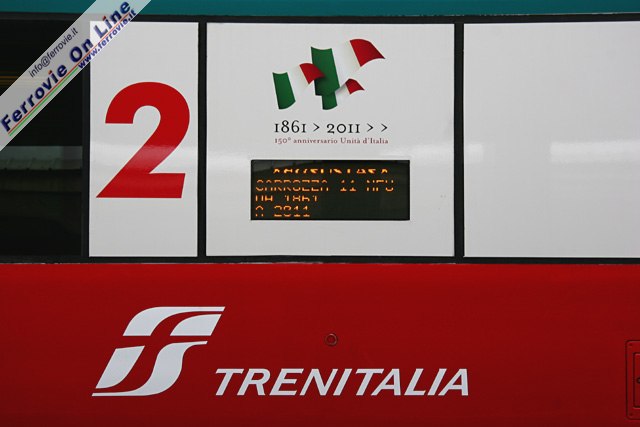 info@ferrovie.it
Ferrovie On Line
www.ferrovie.it
2
1861 > 2011 > >
150° anniversario Unità d'Italia
CARROZZA 11 MFU
DA 1861
A 2011
TRENITALIA